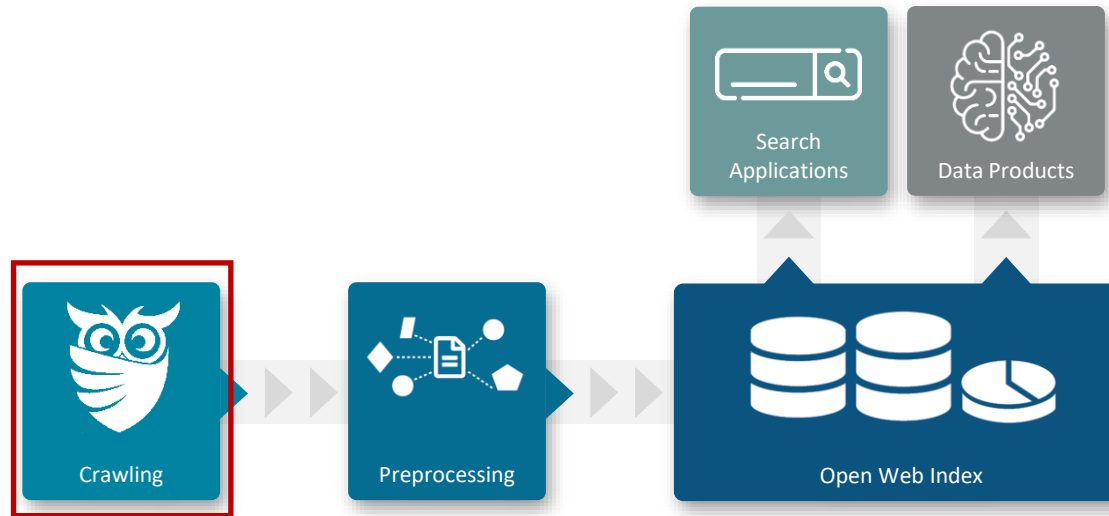 Search
Applications
Data Products
Crawling
Preprocessing
Open Web Index